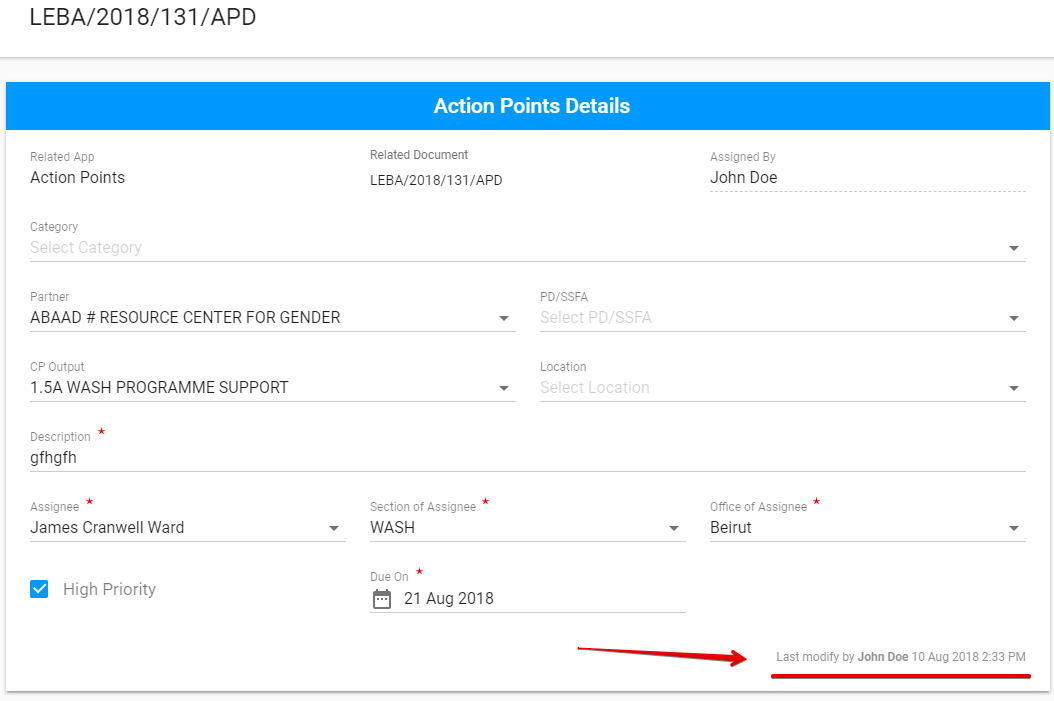 LEBA/2018/131/APD
Action Points Details
Related App
Action Points
Related Document
LEBA/2018/131/APD
Assigned By
John Doe
Category
Select Category
Partner
ABAAD # RESOURCE CENTER FOR GENDER
PD/SSFA
Select PD/SSFA
CP Output
1.5A WASH PROGRAMME SUPPORT
Location
Select Location
Description *
gfhgfh
Assignee *
James Cranwell Ward
Section of Assignee *
WASH
Office of Assignee *
Beirut
High Priority
Due On *
21 Aug 2018
Last modify by John Doe 10 Aug 2018 2:33 PM